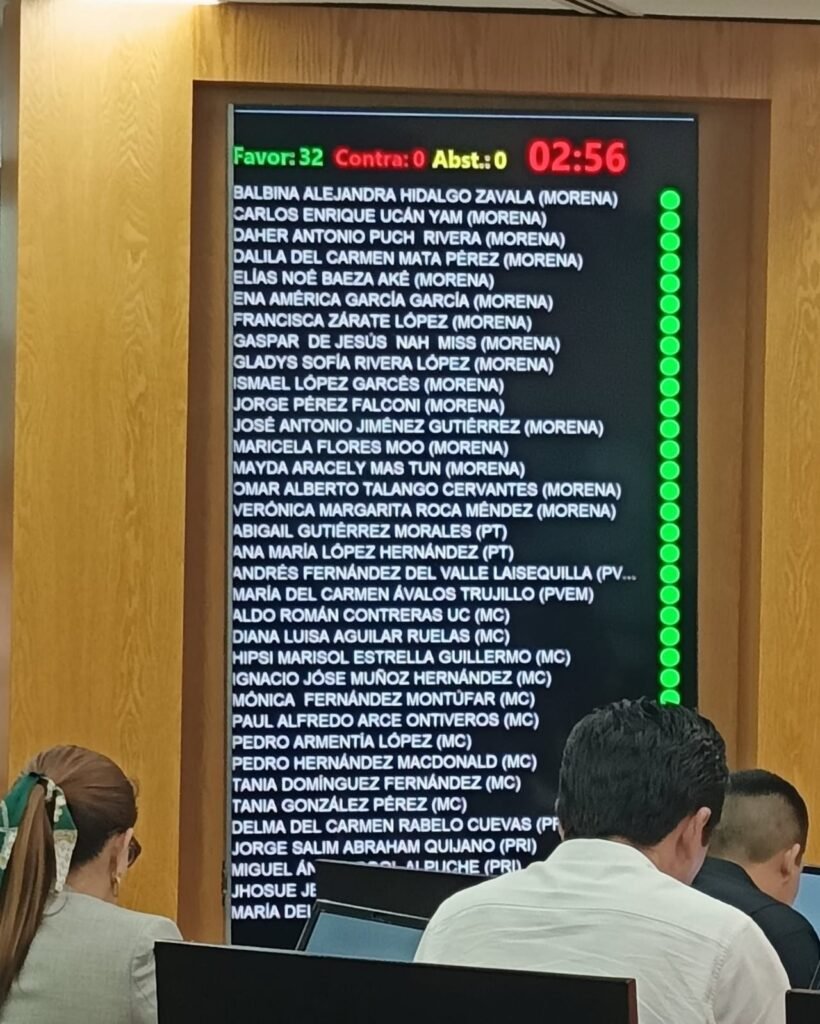 Favor: 32 Contra: 0 Abst.: 0 02:56
BALBINA ALEJANDRA HIDALGO ZAVALA (MORENA)
CARLOS ENRIQUE UCÁN YAM (MORENA)
DAHER ANTONIO PUCH RIVERA (MORENA)
DALILA DEL CARMEN MATA PÉREZ (MORENA)
ELÍAS NOÉ BAEZA AKÉ (MORENA)
ENA AMÉRICA GARCÍA GARCÍA (MORENA)
FRANCISCA ZÁRATE LÓPEZ (MORENA)
GASPAR DE JESÚS NAH MISS (MORENA)
GLADYS SOFÍA RIVERA LÓPEZ (MORENA)
ISMAEL LÓPEZ GARCÉS (MORENA)
JORGE PÉREZ FALCONI (MORENA)
JOSÉ ANTONIO JIMÉNEZ GUTIÉRREZ (MORENA)
MARICELA FLORES MOO (MORENA)
MAYDA ARACELY MAS TUN (MORENA)
OMAR ALBERTO TALANGO CERVANTES (MORENA)
VERÓNICA MARGARITA ROCA MÉNDEZ (MORENA)
ABIGAIL GUTIÉRREZ MORALES (PT)
ANA MARÍA LÓPEZ HERNÁNDEZ (PT)
ANDRÉS FERNÁNDEZ DEL VALLE LAISEQUILLA (PV...
MARÍA DEL CARMEN ÁVALOS TRUJILLO (PVEM)
ALDO ROMÁN CONTRERAS UC (MC)
DIANA LUISA AGUILAR RUELAS (MC)
HIPSI MARISOL ESTRELLA GUILLERMO (MC)
IGNACIO JÓSE MUÑOZ HERNÁNDEZ (MC)
MÓNICA FERNÁNDEZ MONTÚFAR (MC)
PAUL ALFREDO ARCE ONTIVEROS (MC)
PEDRO ARMENTÍA LÓPEZ (MC)
PEDRO HERNÁNDEZ MACDONALD (MC)
TANIA DOMÍNGUEZ FERNÁNDEZ (MC)
TANIA GONZÁLEZ PÉREZ (MC)
DELMA DEL CARMEN RABELO CUEVAS
JORGE SALIM ABRAHAM QUIJANO (PRI)
MIGUEL ALPUCHE (PRI)
JHOSUE
MARÍA